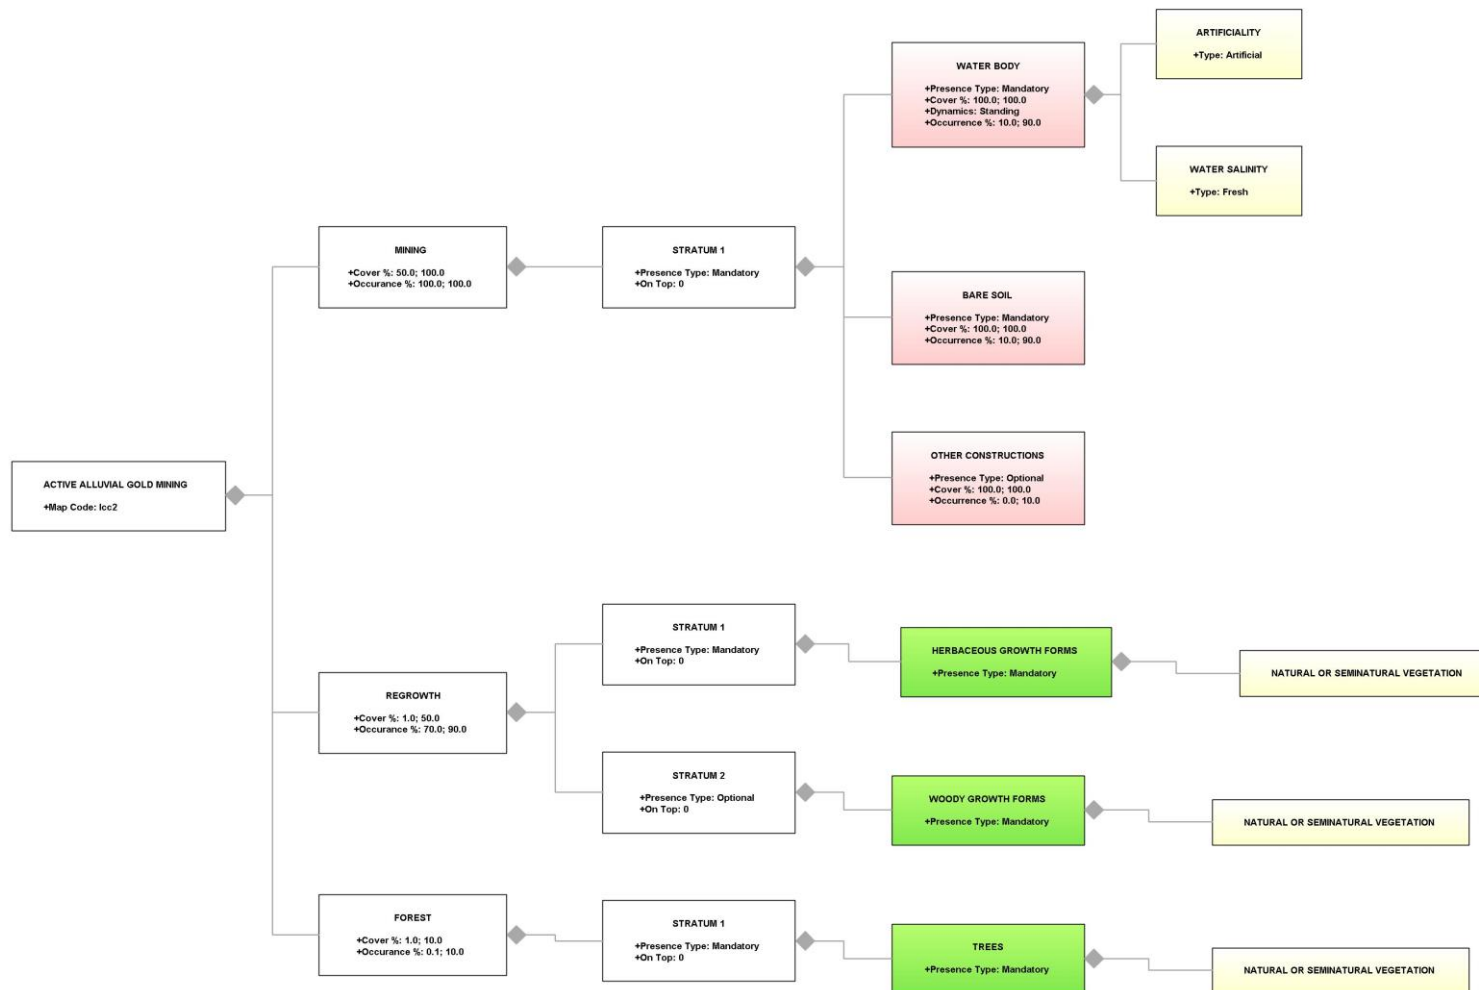 ARTIFICIALITY
+Type: Artificial
WATER BODY
+Presence Type: Mandatory
+Cover %: 100.0; 100.0
+Dynamics: Standing
+Occurrence %: 10.0; 90.0
WATER SALINITY
+Type: Fresh
MINING
+Cover %: 50.0; 100.0
+Occurance %: 100.0; 100.0
STRATUM 1
+Presence Type: Mandatory
+On Top: 0
BARE SOIL
+Presence Type: Mandatory
+Cover %: 100.0; 100.0
+Occurrence %: 10.0; 90.0
OTHER CONSTRUCTIONS
+Presence Type: Optional
+Cover %: 100.0; 100.0
+Occurrence %: 0.0; 10.0
ACTIVE ALLUVIAL GOLD MINING
+Map Code: lcc2
REGROWTH
+Cover %: 1.0; 50.0
+Occurance %: 70.0; 90.0
STRATUM 1
+Presence Type: Mandatory
+On Top: 0
HERBACEOUS GROWTH FORMS
+Presence Type: Mandatory
NATURAL OR SEMINATURAL VEGETATION
STRATUM 2
+Presence Type: Optional
+On Top: 0
WOODY GROWTH FORMS
+Presence Type: Mandatory
NATURAL OR SEMINATURAL VEGETATION
FOREST
+Cover %: 1.0; 10.0
+Occurance %: 0.1; 10.0
STRATUM 1
+Presence Type: Mandatory
+On Top: 0
TREES
+Presence Type: Mandatory
NATURAL OR SEMINATURAL VEGETATION